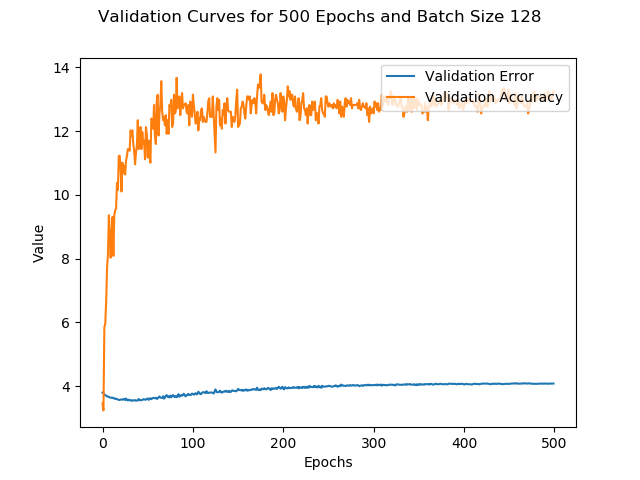 Validation Curves for 500 Epochs and Batch Size 128
Validation Error
Validation Accuracy
Value
14
12
10
8
6
4
0
100
200
300
400
500
Epochs